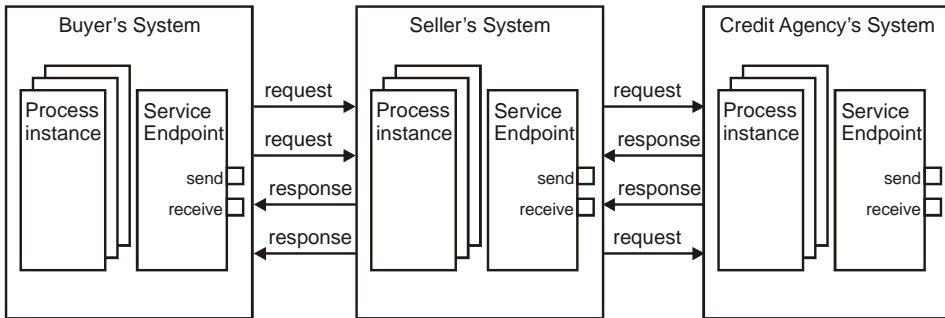 Buyer's System
Process
instance
Service
Endpoint
send
receive
request
request
response
response
Seller's System
Process
instance
Service
Endpoint
send
receive
request
response
response
request
Credit Agency's System
Process
instance
Service
Endpoint
send
receive